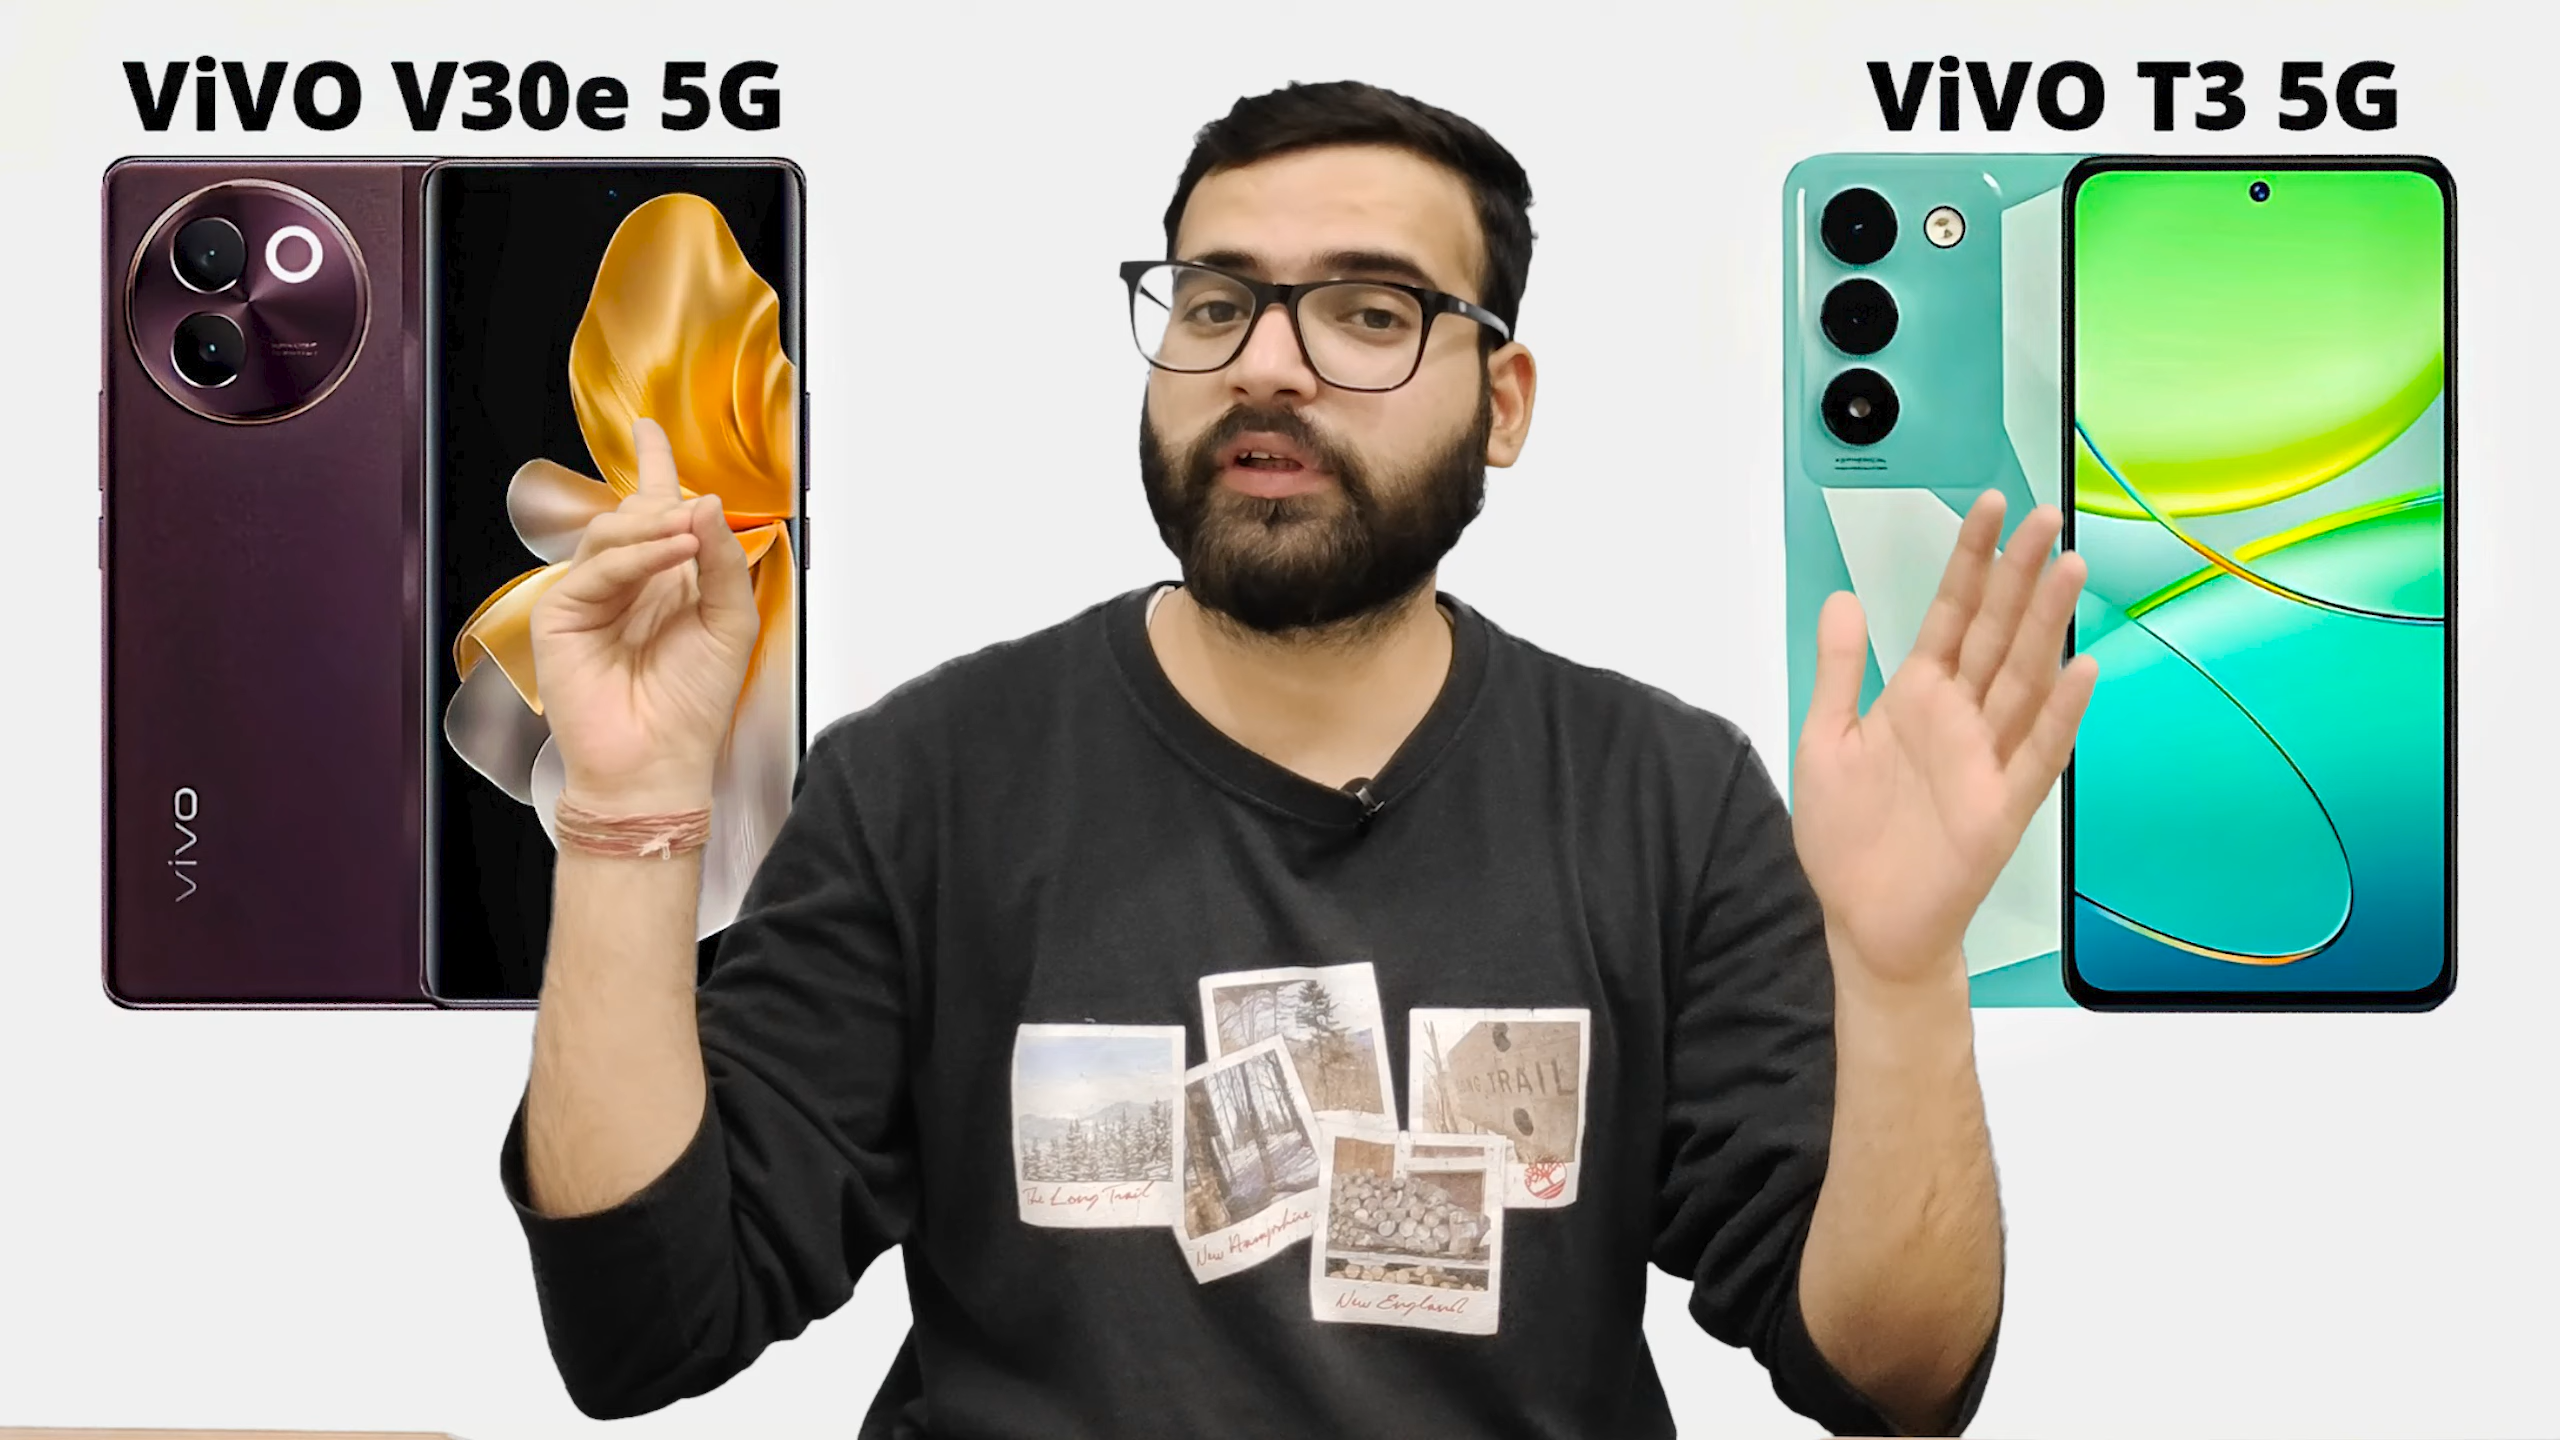 ViVO V30e 5G
ViVO T3 5G
vivo
TRAIL
The Long Trail
New Hampshire
New England